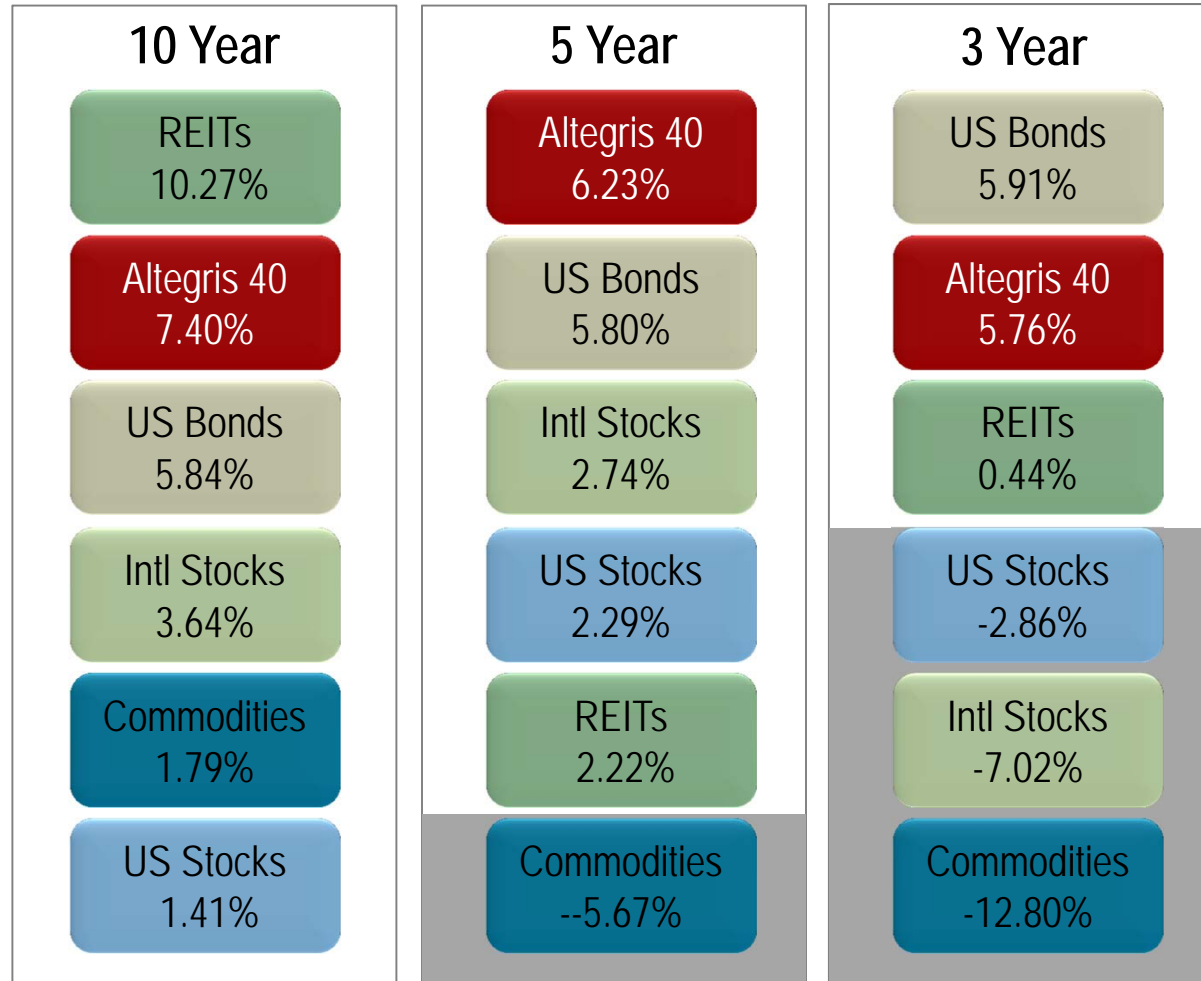 10 Year
REITs
10.27%
Altegris 40
7.40%
US Bonds
5.84%
Intl Stocks
3.64%
Commodities
1.79%
US Stocks
1.41%
5 Year
Altegris 40
6.23%
US Bonds
5.80%
Intl Stocks
2.74%
US Stocks
2.29%
REITs
2.22%
Commodities
--5.67%
3 Year
US Bonds
5.91%
Altegris 40
5.76%
REITs
0.44%
US Stocks
-2.86%
Intl Stocks
-7.02%
Commodities
-12.80%